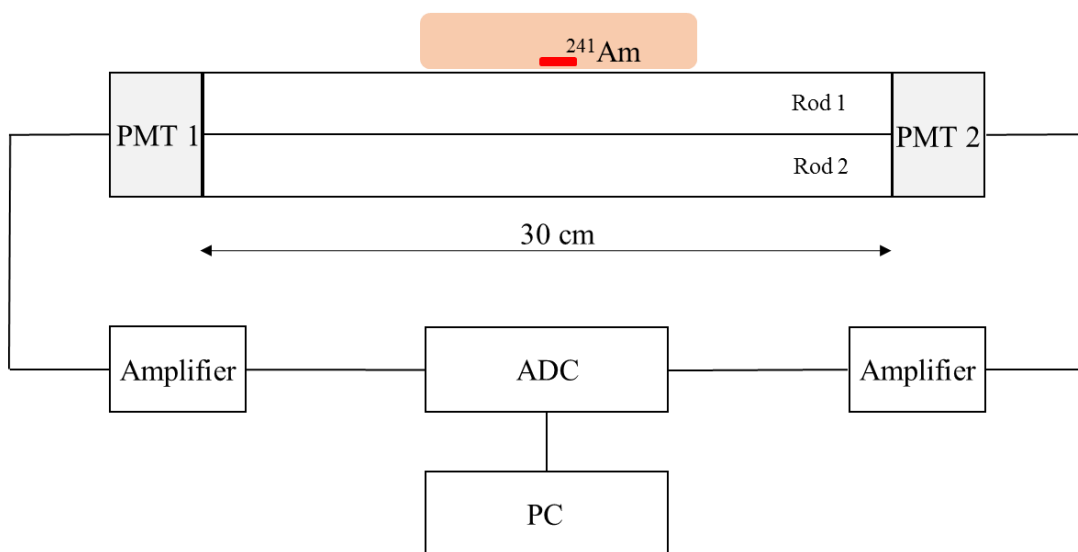 ²⁴¹Am
Rod 1
PMT 1
PMT 2
Rod 2
30 cm
Amplifier
ADC
Amplifier
PC